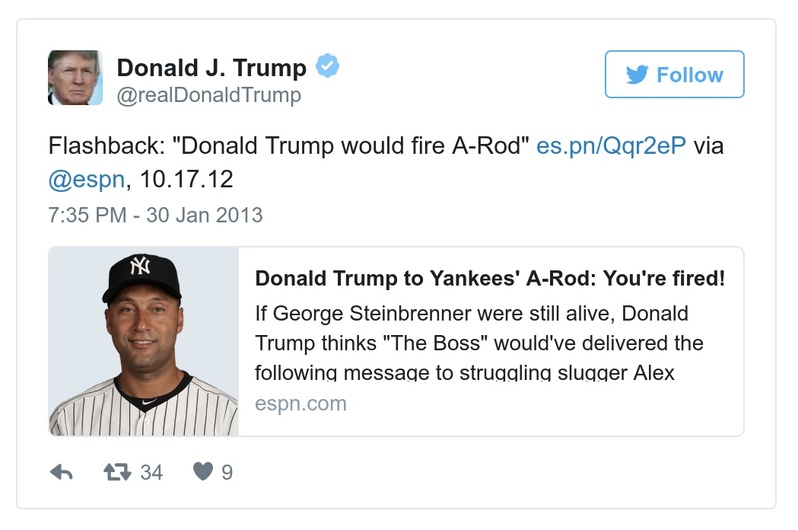 Donald J. Trump
@realDonaldTrump
Follow
Flashback: "Donald Trump would fire A-Rod" es.pn/Qqr2eP via
@espn, 10.17.12
7:35 PM - 30 Jan 2013
Donald Trump to Yankees' A-Rod: You're fired!
If George Steinbrenner were still alive, Donald
Trump thinks "The Boss" would've delivered the
following message to struggling slugger Alex
espn.com
34 9